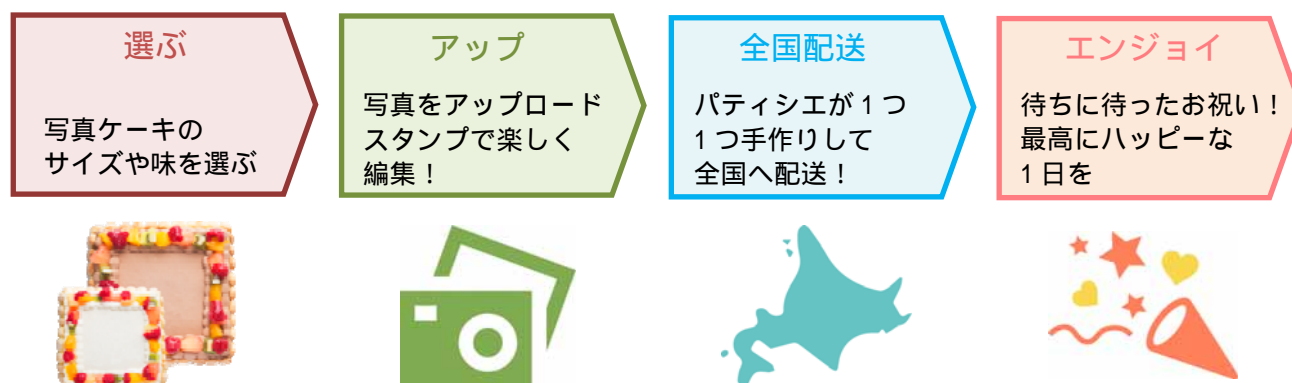 選ぶ
写真ケーキの
サイズや味を選ぶ
アップ
写真をアップロード
スタンプで楽しく
編集！
全国配送
パティシエが1つ
1つ手作りして
全国へ配送！
エンジョイ
待ちに待ったお祝い！
最高にハッピーな
1日を